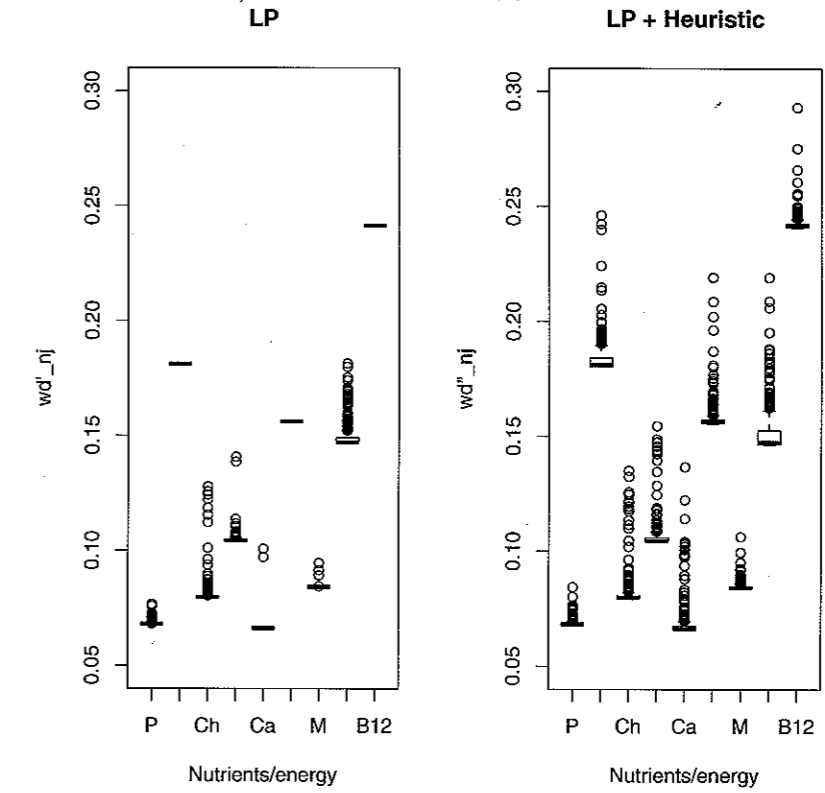 LP
LP + Heuristic
0.30
0.25
0.20
0.15
0.10
0.05
wd'_nj
P
Ch
Ca
M
B12
Nutrients/energy
0.30
0.25
0.20
0.15
0.10
0.05
wd''_nj
P
Ch
Ca
M
B12
Nutrients/energy